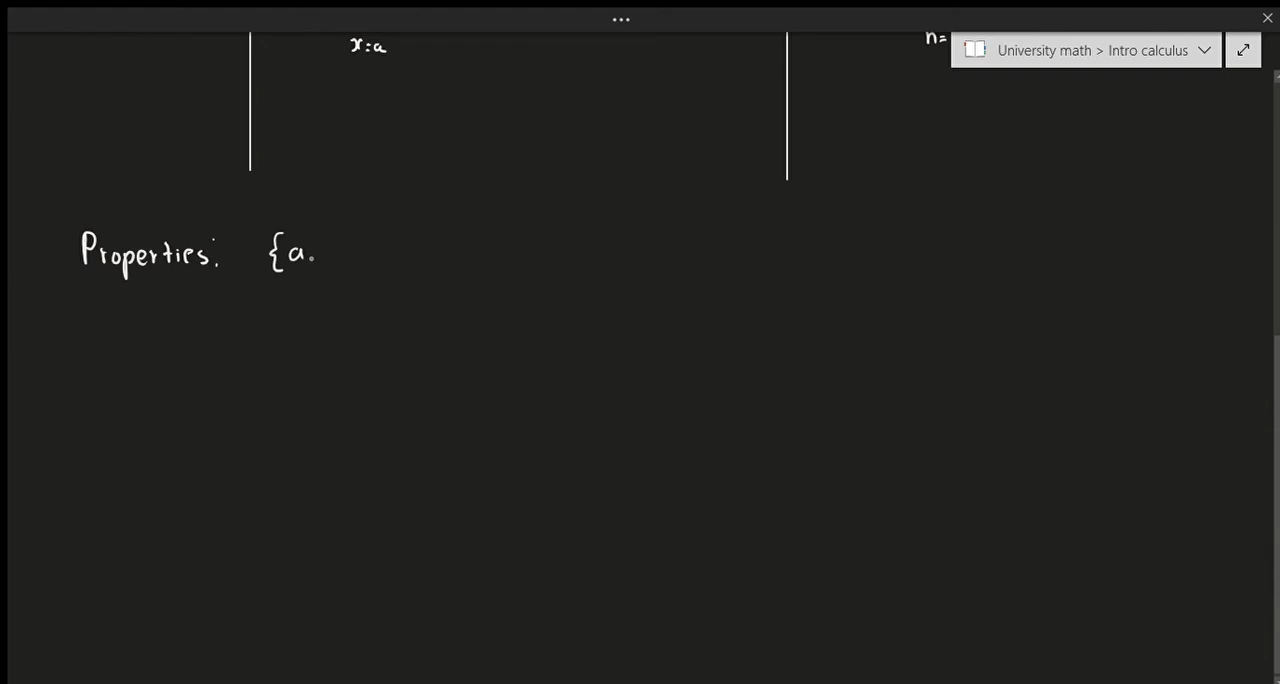 ...
x=a
n=
University math > Intro calculus
Properties: {a.